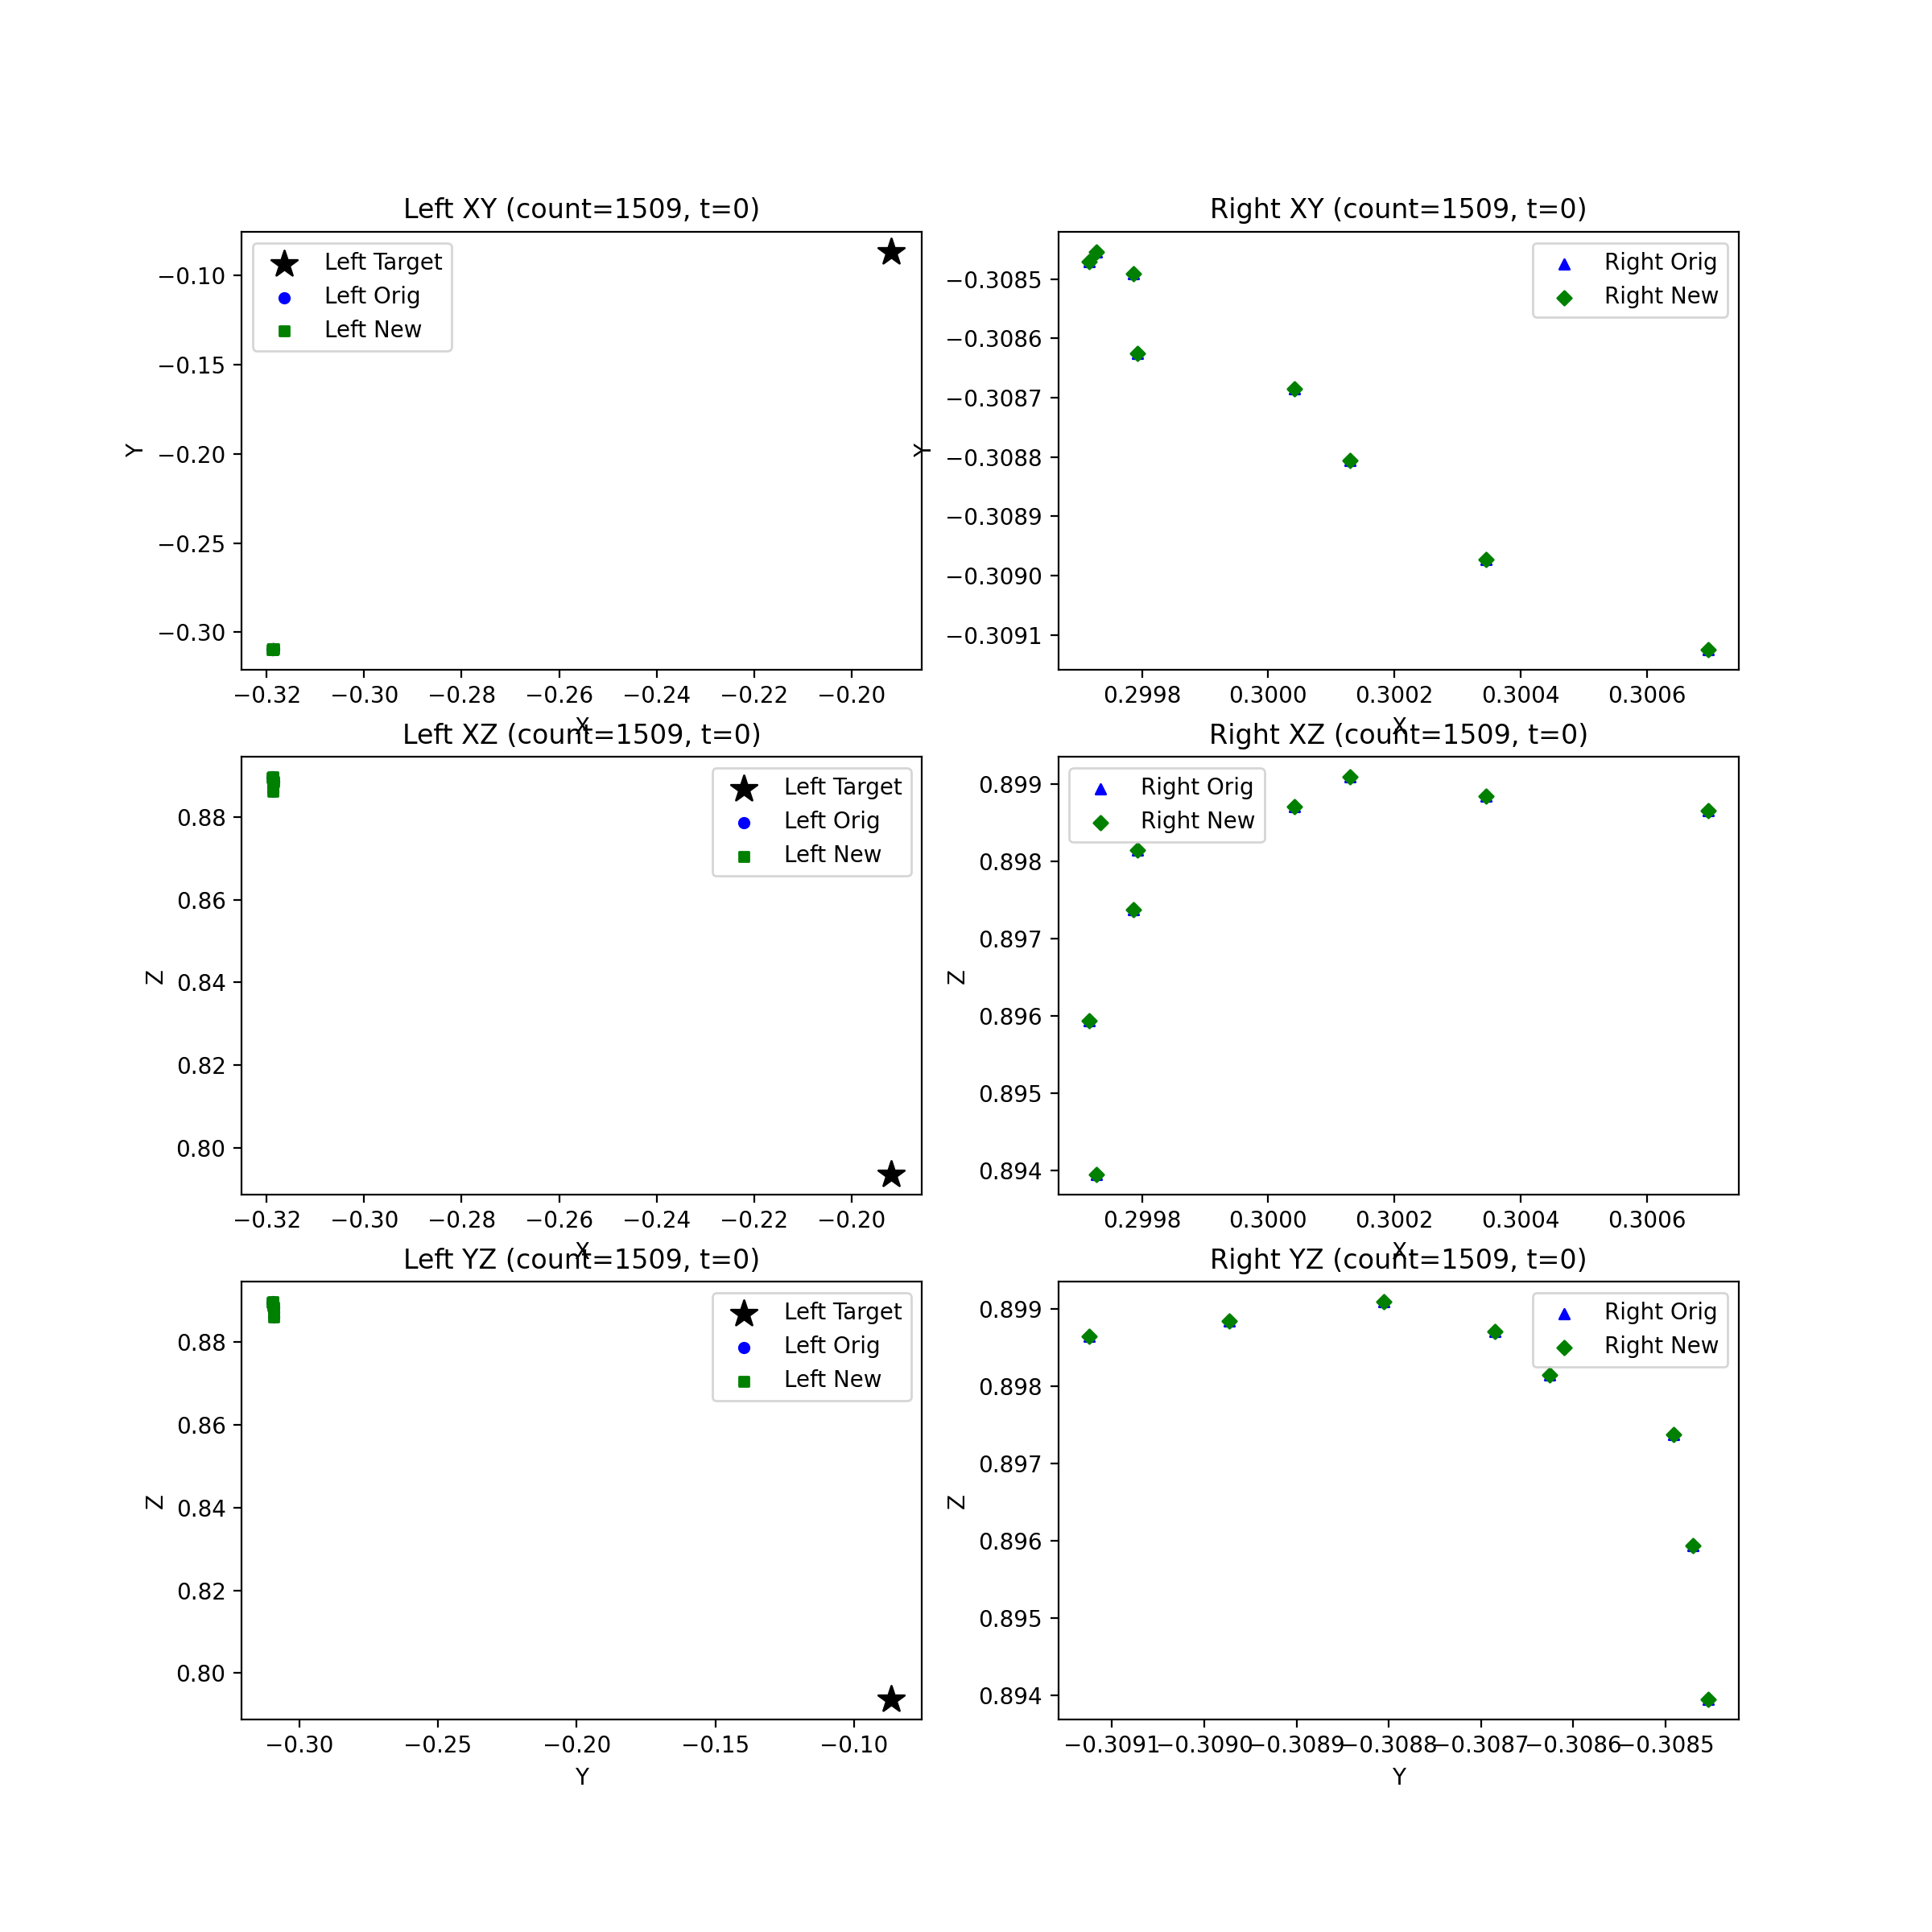 Left XY (count=1509, t=0)
Left Target
Left Orig
Left New
−0.10
−0.15
−0.20
−0.25
−0.30
Y
−0.32 −0.30 −0.28 −0.26 −0.24 −0.22 −0.20
X
Right XY (count=1509, t=0)
Right Orig
Right New
−0.3085
−0.3086
−0.3087
−0.3088
−0.3089
−0.3090
−0.3091
Y
0.2998 0.3000 0.3002 0.3004 0.3006
X
Left XZ (count=1509, t=0)
Left Target
Left Orig
Left New
0.88
0.86
0.84
0.82
0.80
Z
−0.32 −0.30 −0.28 −0.26 −0.24 −0.22 −0.20
X
Right XZ (count=1509, t=0)
Right Orig
Right New
0.899
0.898
0.897
0.896
0.895
0.894
Z
0.2998 0.3000 0.3002 0.3004 0.3006
X
Left YZ (count=1509, t=0)
Left Target
Left Orig
Left New
0.88
0.86
0.84
0.82
0.80
Z
−0.30 −0.25 −0.20 −0.15 −0.10
Y
Right YZ (count=1509, t=0)
Right Orig
Right New
0.899
0.898
0.897
0.896
0.895
0.894
Z
−0.3091 −0.3090 −0.3089 −0.3088 −0.3087 −0.3086 −0.3085
Y